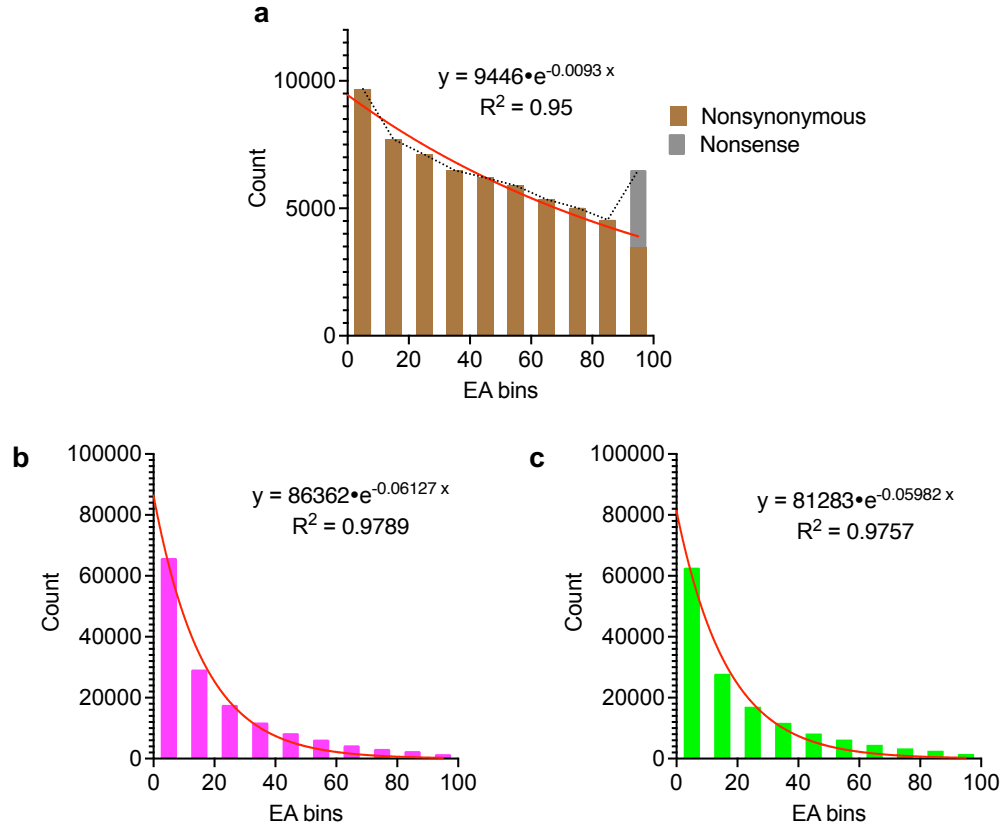 a
10000
5000
0
Count
y = 9446•e^-0.0093 x
R^2 = 0.95
Nonsynonymous
Nonsense
0 20 40 60 80 100
EA bins
b
100000
80000
60000
40000
20000
0
Count
y = 86362•e^-0.06127 x
R^2 = 0.9789
0 20 40 60 80 100
EA bins
c
100000
80000
60000
40000
20000
0
Count
y = 81283•e^-0.05982 x
R^2 = 0.9757
0 20 40 60 80 100
EA bins